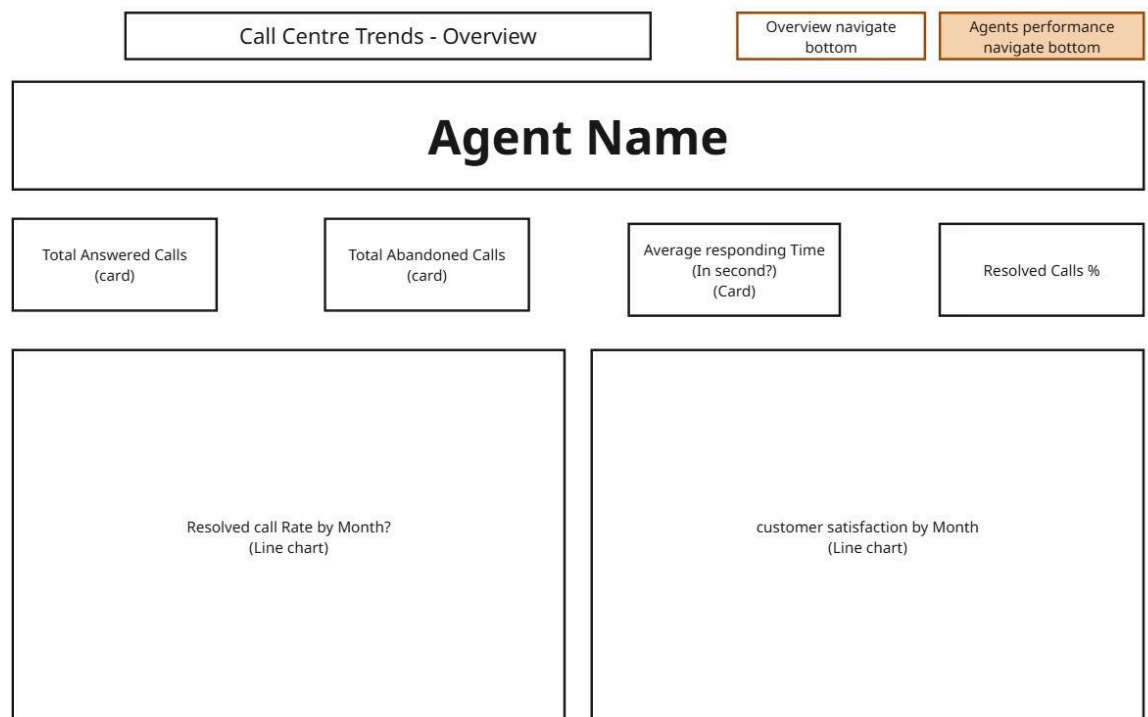 Call Centre Trends - Overview
Overview navigate
bottom
Agents performance
navigate bottom
Agent Name
Total Answered Calls
(card)
Total Abandoned Calls
(card)
Average responding Time
(In second?)
(Card)
Resolved Calls %
Resolved call Rate by Month?
(Line chart)
customer satisfaction by Month
(Line chart)